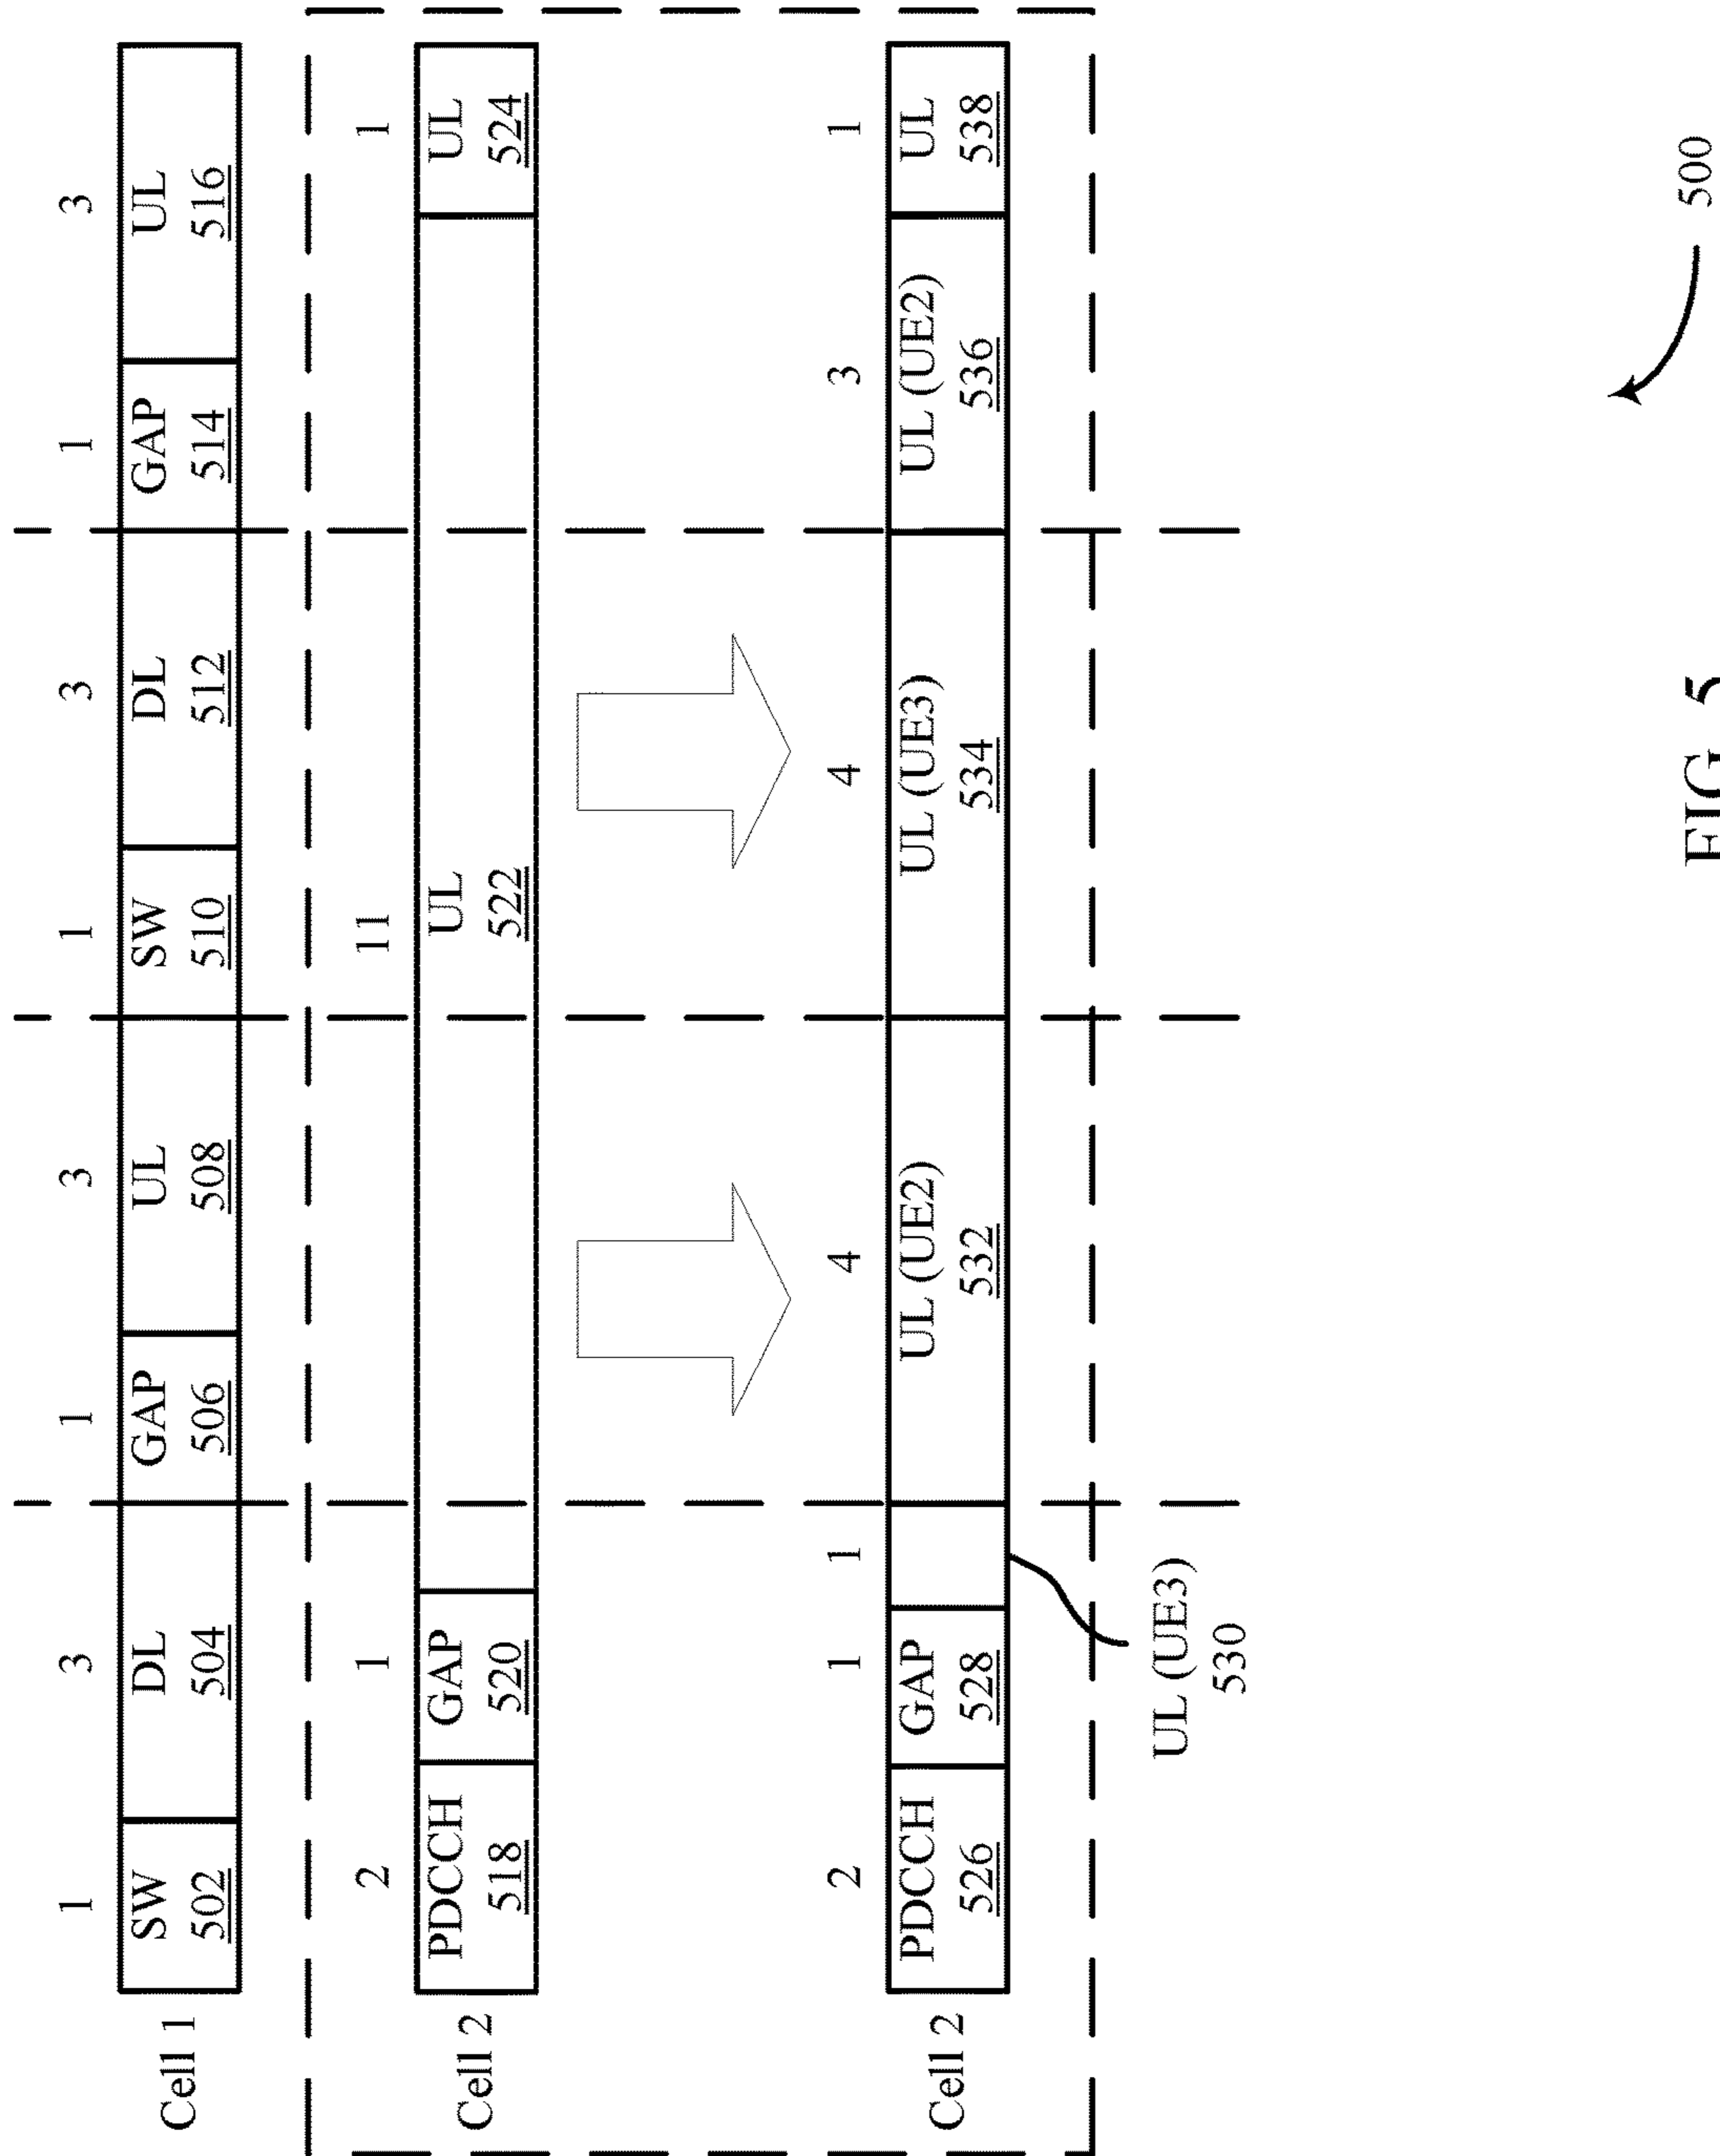 1 3 1 3 1 3 1 3
Cell 1 SW DL GAP UL SW DL GAP UL
502 504 506 508 510 512 514 516
2 1 11 1
Cell 2 PDCCH GAP UL UL
518 520 522 524
2 1 1 4 4 3 1
Cell 2 PDCCH GAP UL (UE2) UL (UE3) UL (UE2) UL
526 528 532 534 536 538
UL (UE3)
530
500
FIG. 5